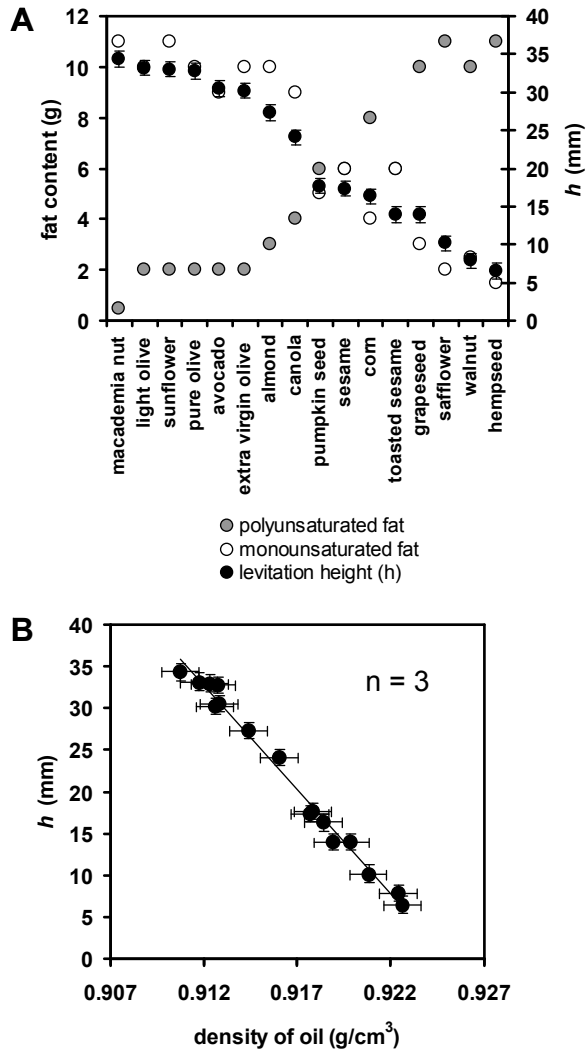 A
fat content (g)
12
10
8
6
4
2
0
40
35
30
25
20
15
10
5
0
h (mm)
macademia nut
light olive
sunflower
pure olive
avocado
extra virgin olive
almond
canola
pumpkin seed
sesame
corn
toasted sesame
grapeseed
safflower
walnut
hempseed
polyunsaturated fat
monounsaturated fat
levitation height (h)
B
h (mm)
40
35
30
25
20
15
10
5
0
n = 3
0.907 0.912 0.917 0.922 0.927
density of oil (g/cm³)